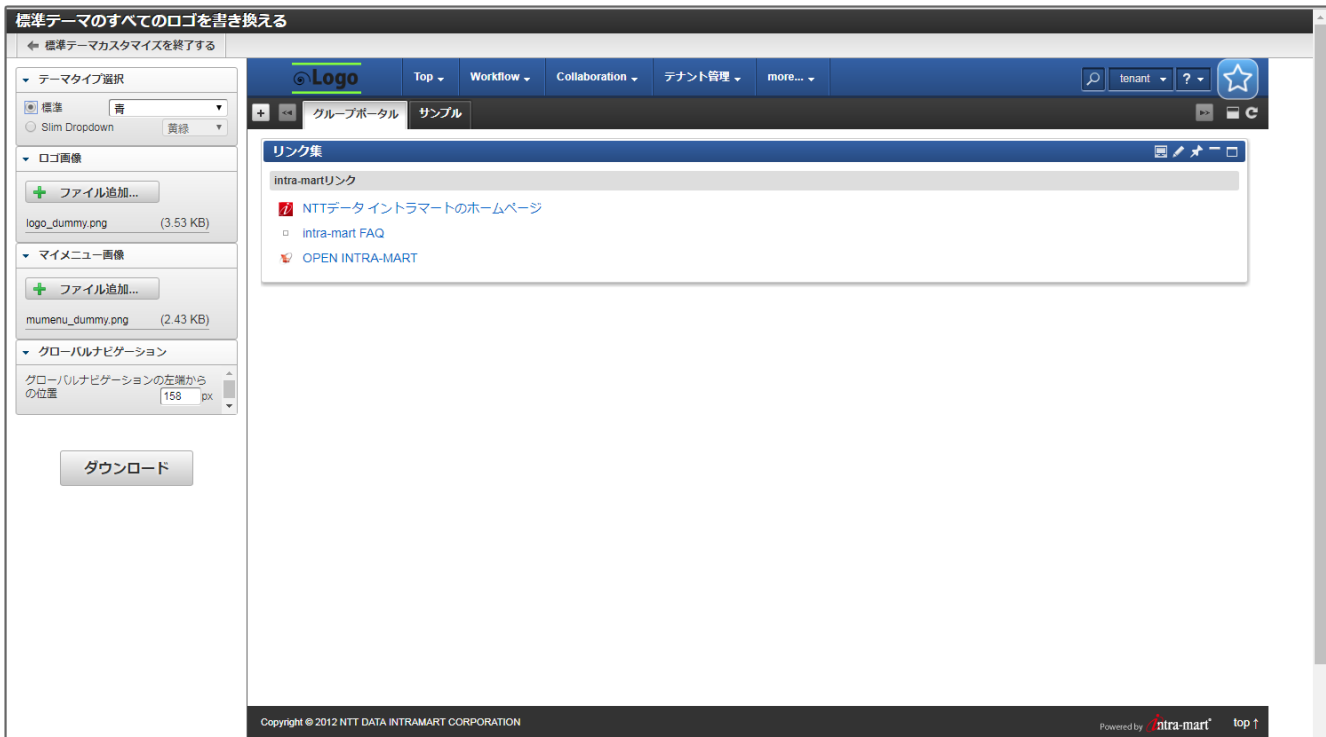 標準テーマのすべてのロゴを書き換える
標準テーマカスタマイズを終了する
テーマタイプ選択
標準 青
Slim Dropdown 黄緑
ロゴ画像
ファイル追加...
logo_dummy.png (3.53 KB)
マイメニュー画像
ファイル追加...
mumenu_dummy.png (2.43 KB)
グローバルナビゲーション
グローバルナビゲーションの左端から
の位置 158 px
ダウンロード
Logo Top Workflow Collaboration テナント管理 more... tenant ?
グループポータル サンプル
リンク集
intra-martリンク
NTTデータ イントラマートのホームページ
intra-mart FAQ
OPEN INTRA-MART
Copyright © 2012 NTT DATA INTRAMART CORPORATION
Powered by intra-mart top ↑